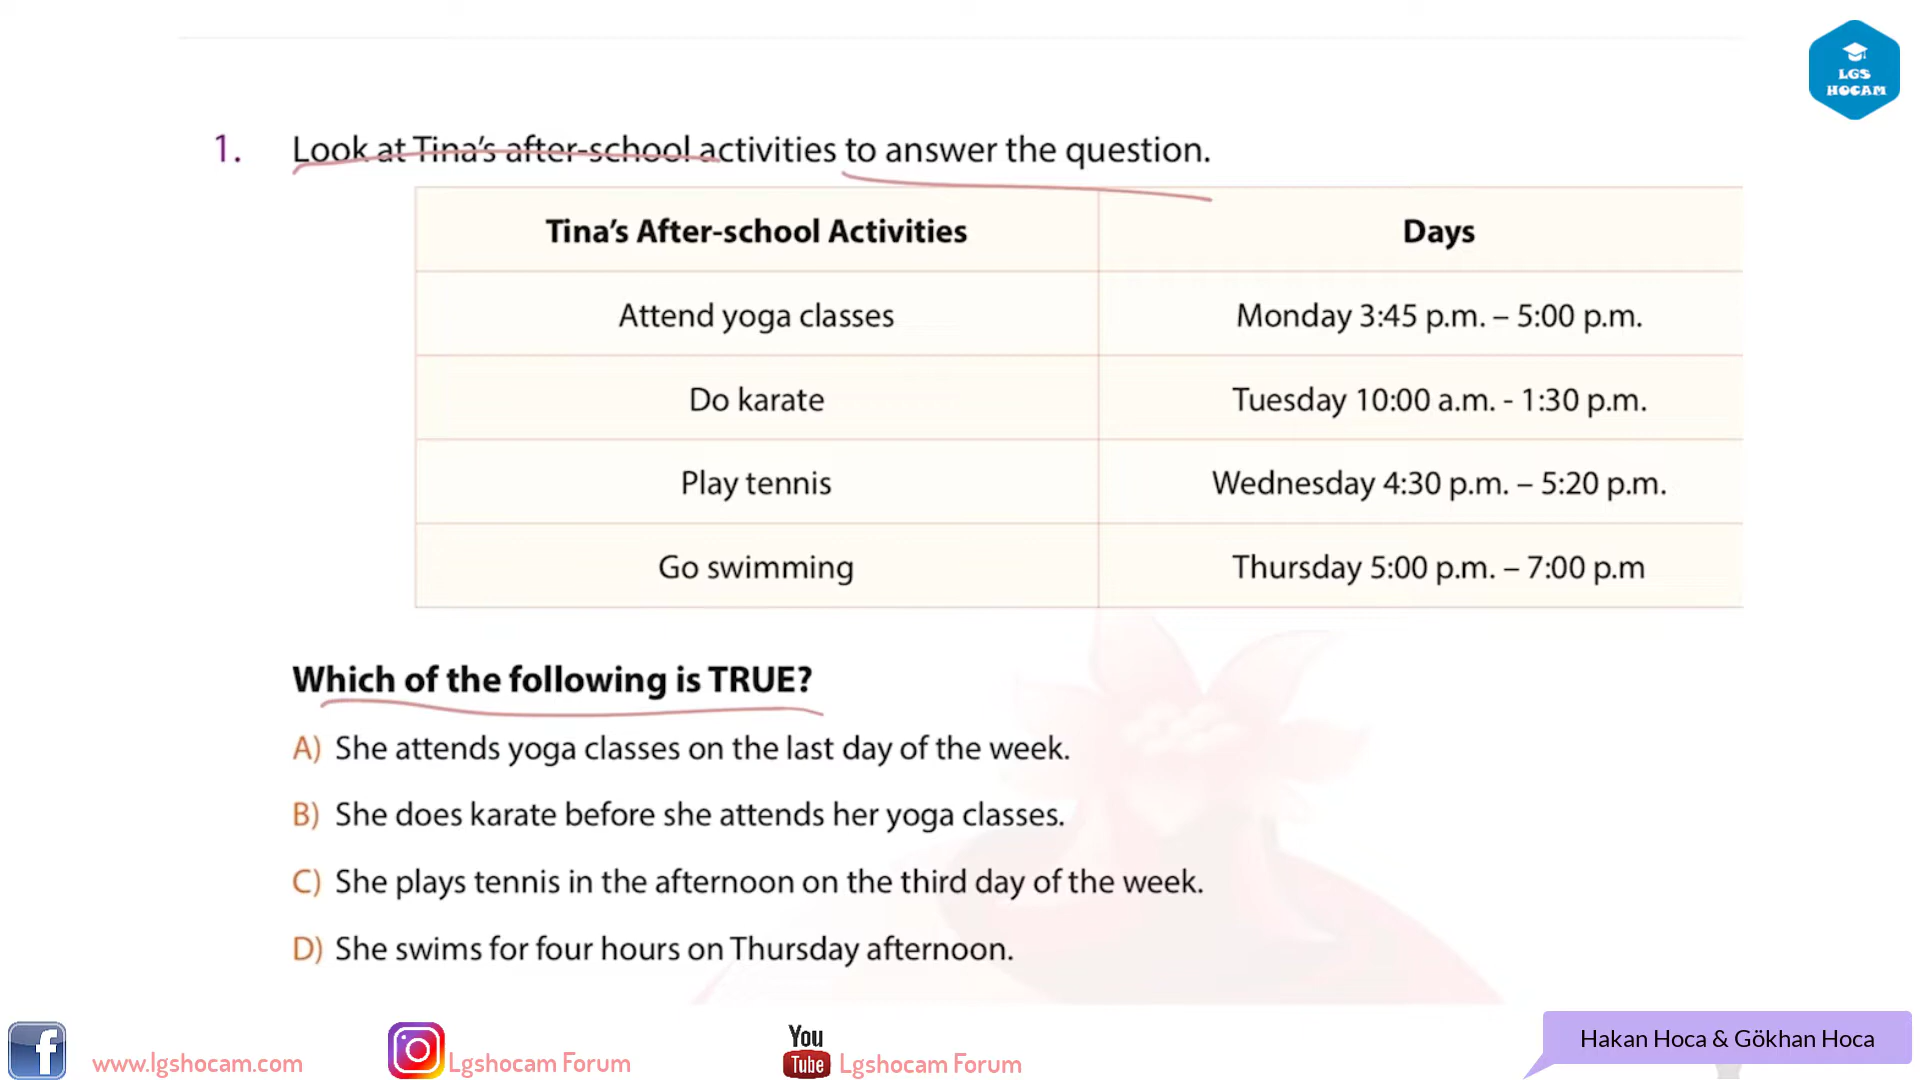 LGS
HOCAM
1. Look at Tina's after-school activities to answer the question.
Tina's After-school Activities Days
Attend yoga classes Monday 3:45 p.m. – 5:00 p.m.
Do karate Tuesday 10:00 a.m. - 1:30 p.m.
Play tennis Wednesday 4:30 p.m. – 5:20 p.m.
Go swimming Thursday 5:00 p.m. – 7:00 p.m
Which of the following is TRUE?
A) She attends yoga classes on the last day of the week.
B) She does karate before she attends her yoga classes.
C) She plays tennis in the afternoon on the third day of the week.
D) She swims for four hours on Thursday afternoon.
f www.lgshocam.com
Lgshocam Forum
You
Tube Lgshocam Forum
Hakan Hoca & Gökhan Hoca